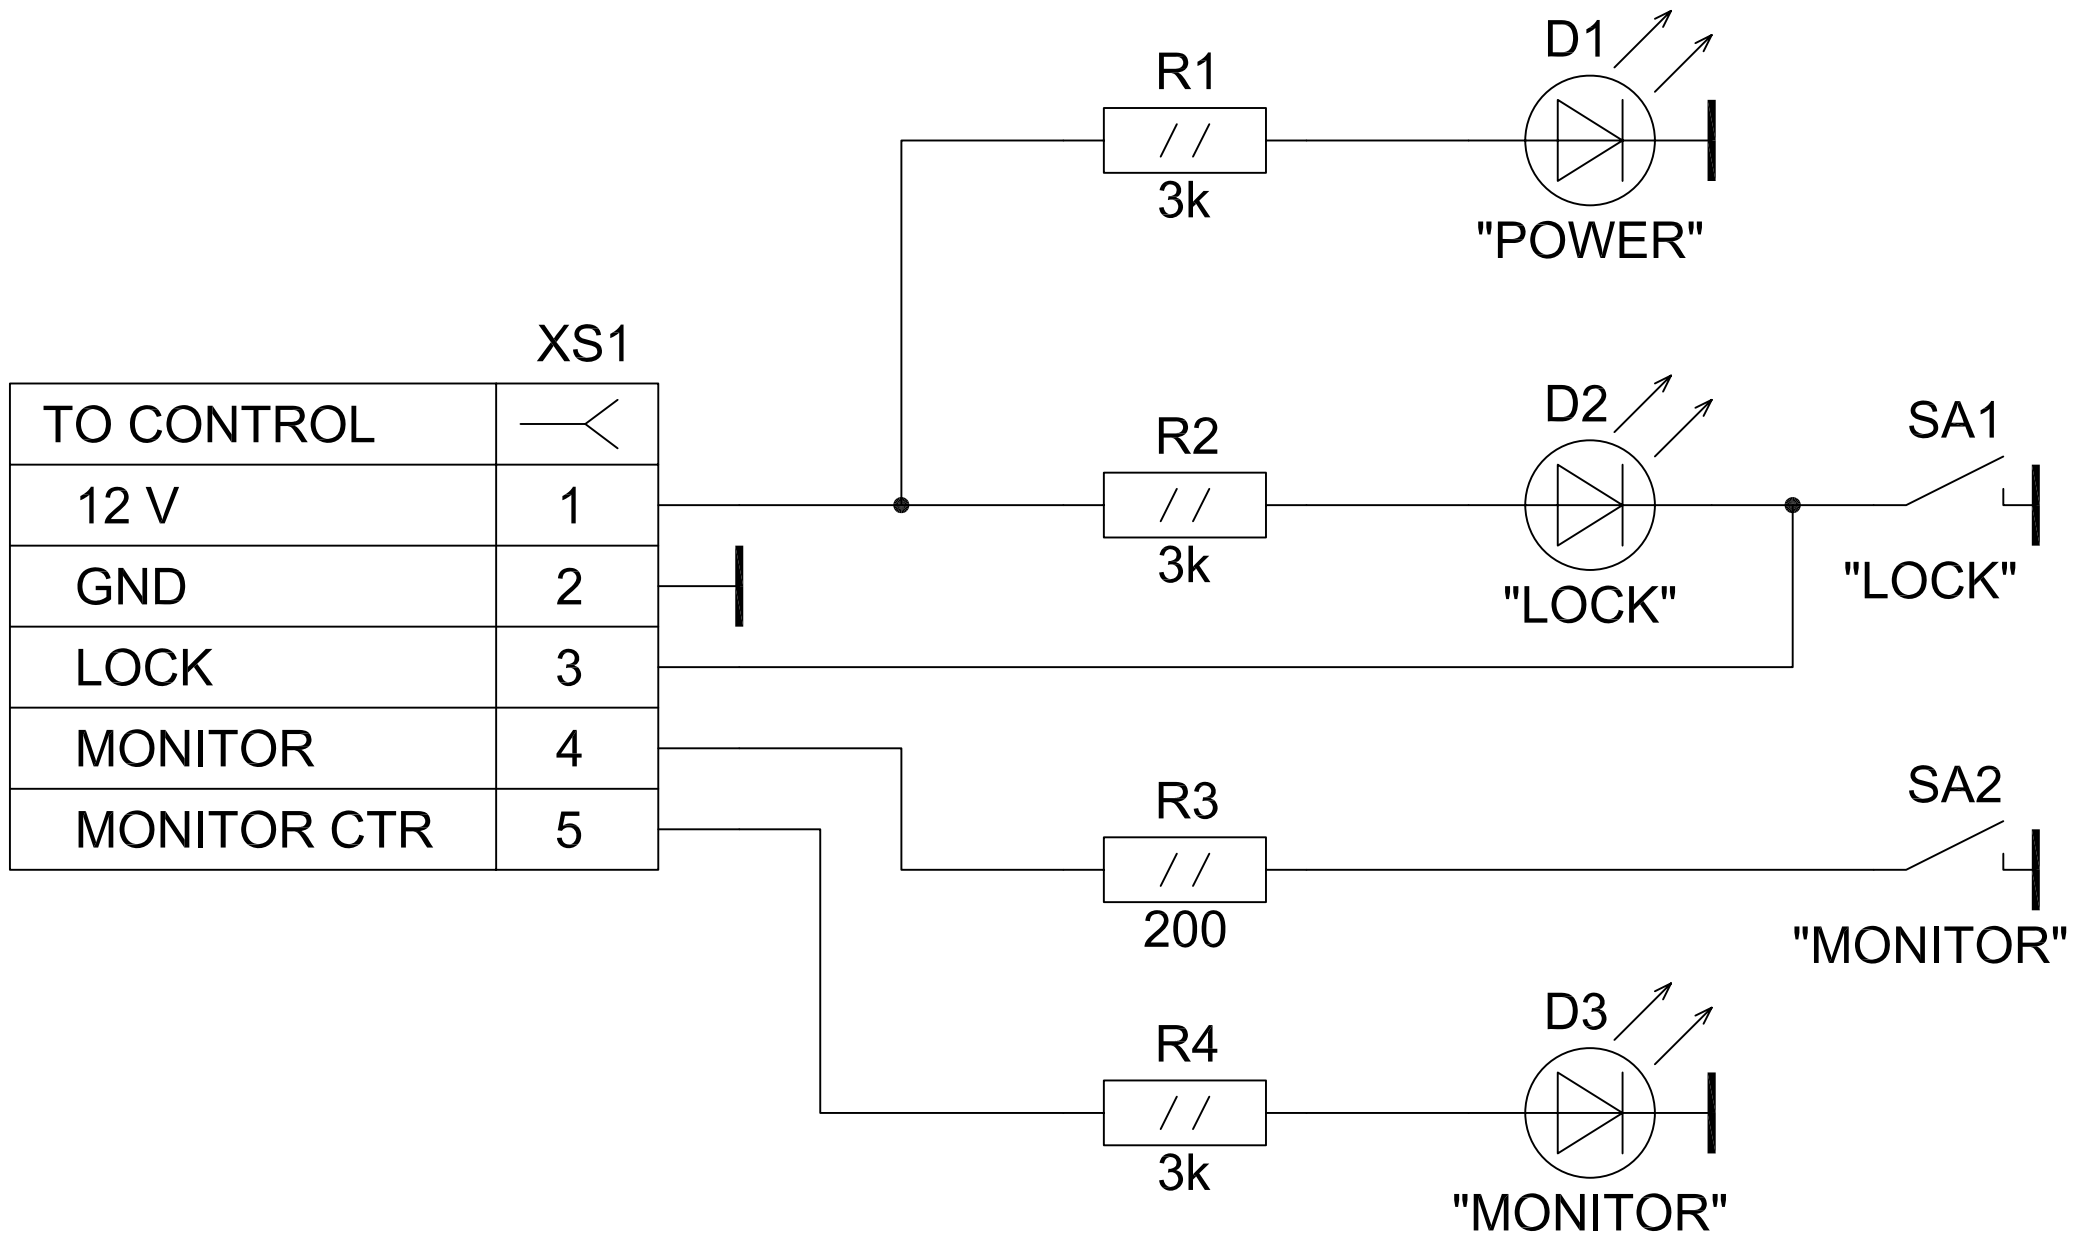 D1
R1
3k
"POWER"
XS1
TO CONTROL
12 V 1
GND 2
LOCK 3
MONITOR 4
MONITOR CTR 5
D2
R2
SA1
3k
"LOCK"
"LOCK"
R3
SA2
200
"MONITOR"
D3
R4
3k
"MONITOR"